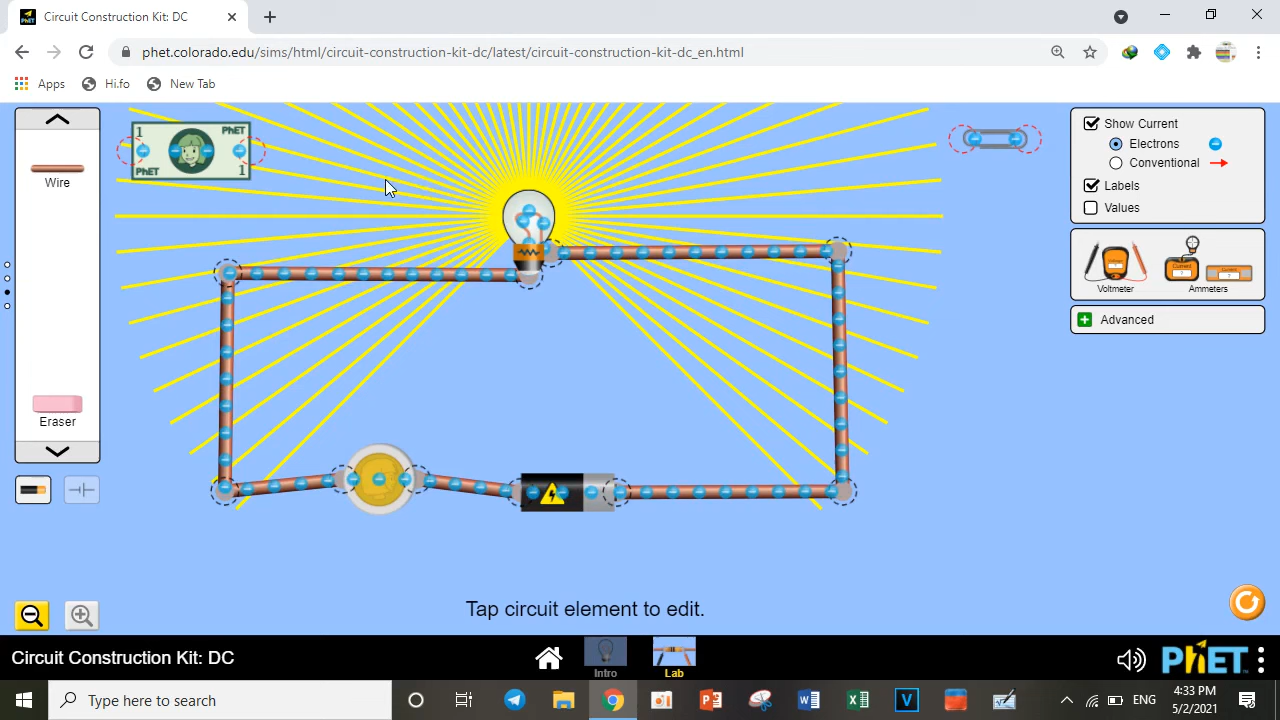 PhET
Circuit Construction Kit: DC
phet.colorado.edu/sims/html/circuit-construction-kit-dc/latest/circuit-construction-kit-dc_en.html
Apps Hi.fo New Tab
Wire
Eraser
1 PhET
PhET 1
Show Current
Electrons
Conventional
Labels
Values
Current
?
Current
?
Voltmeter
Ammeters
Advanced
Tap circuit element to edit.
Circuit Construction Kit: DC
Intro
Lab
PhET
Type here to search
ENG
4:33 PM
5/2/2021